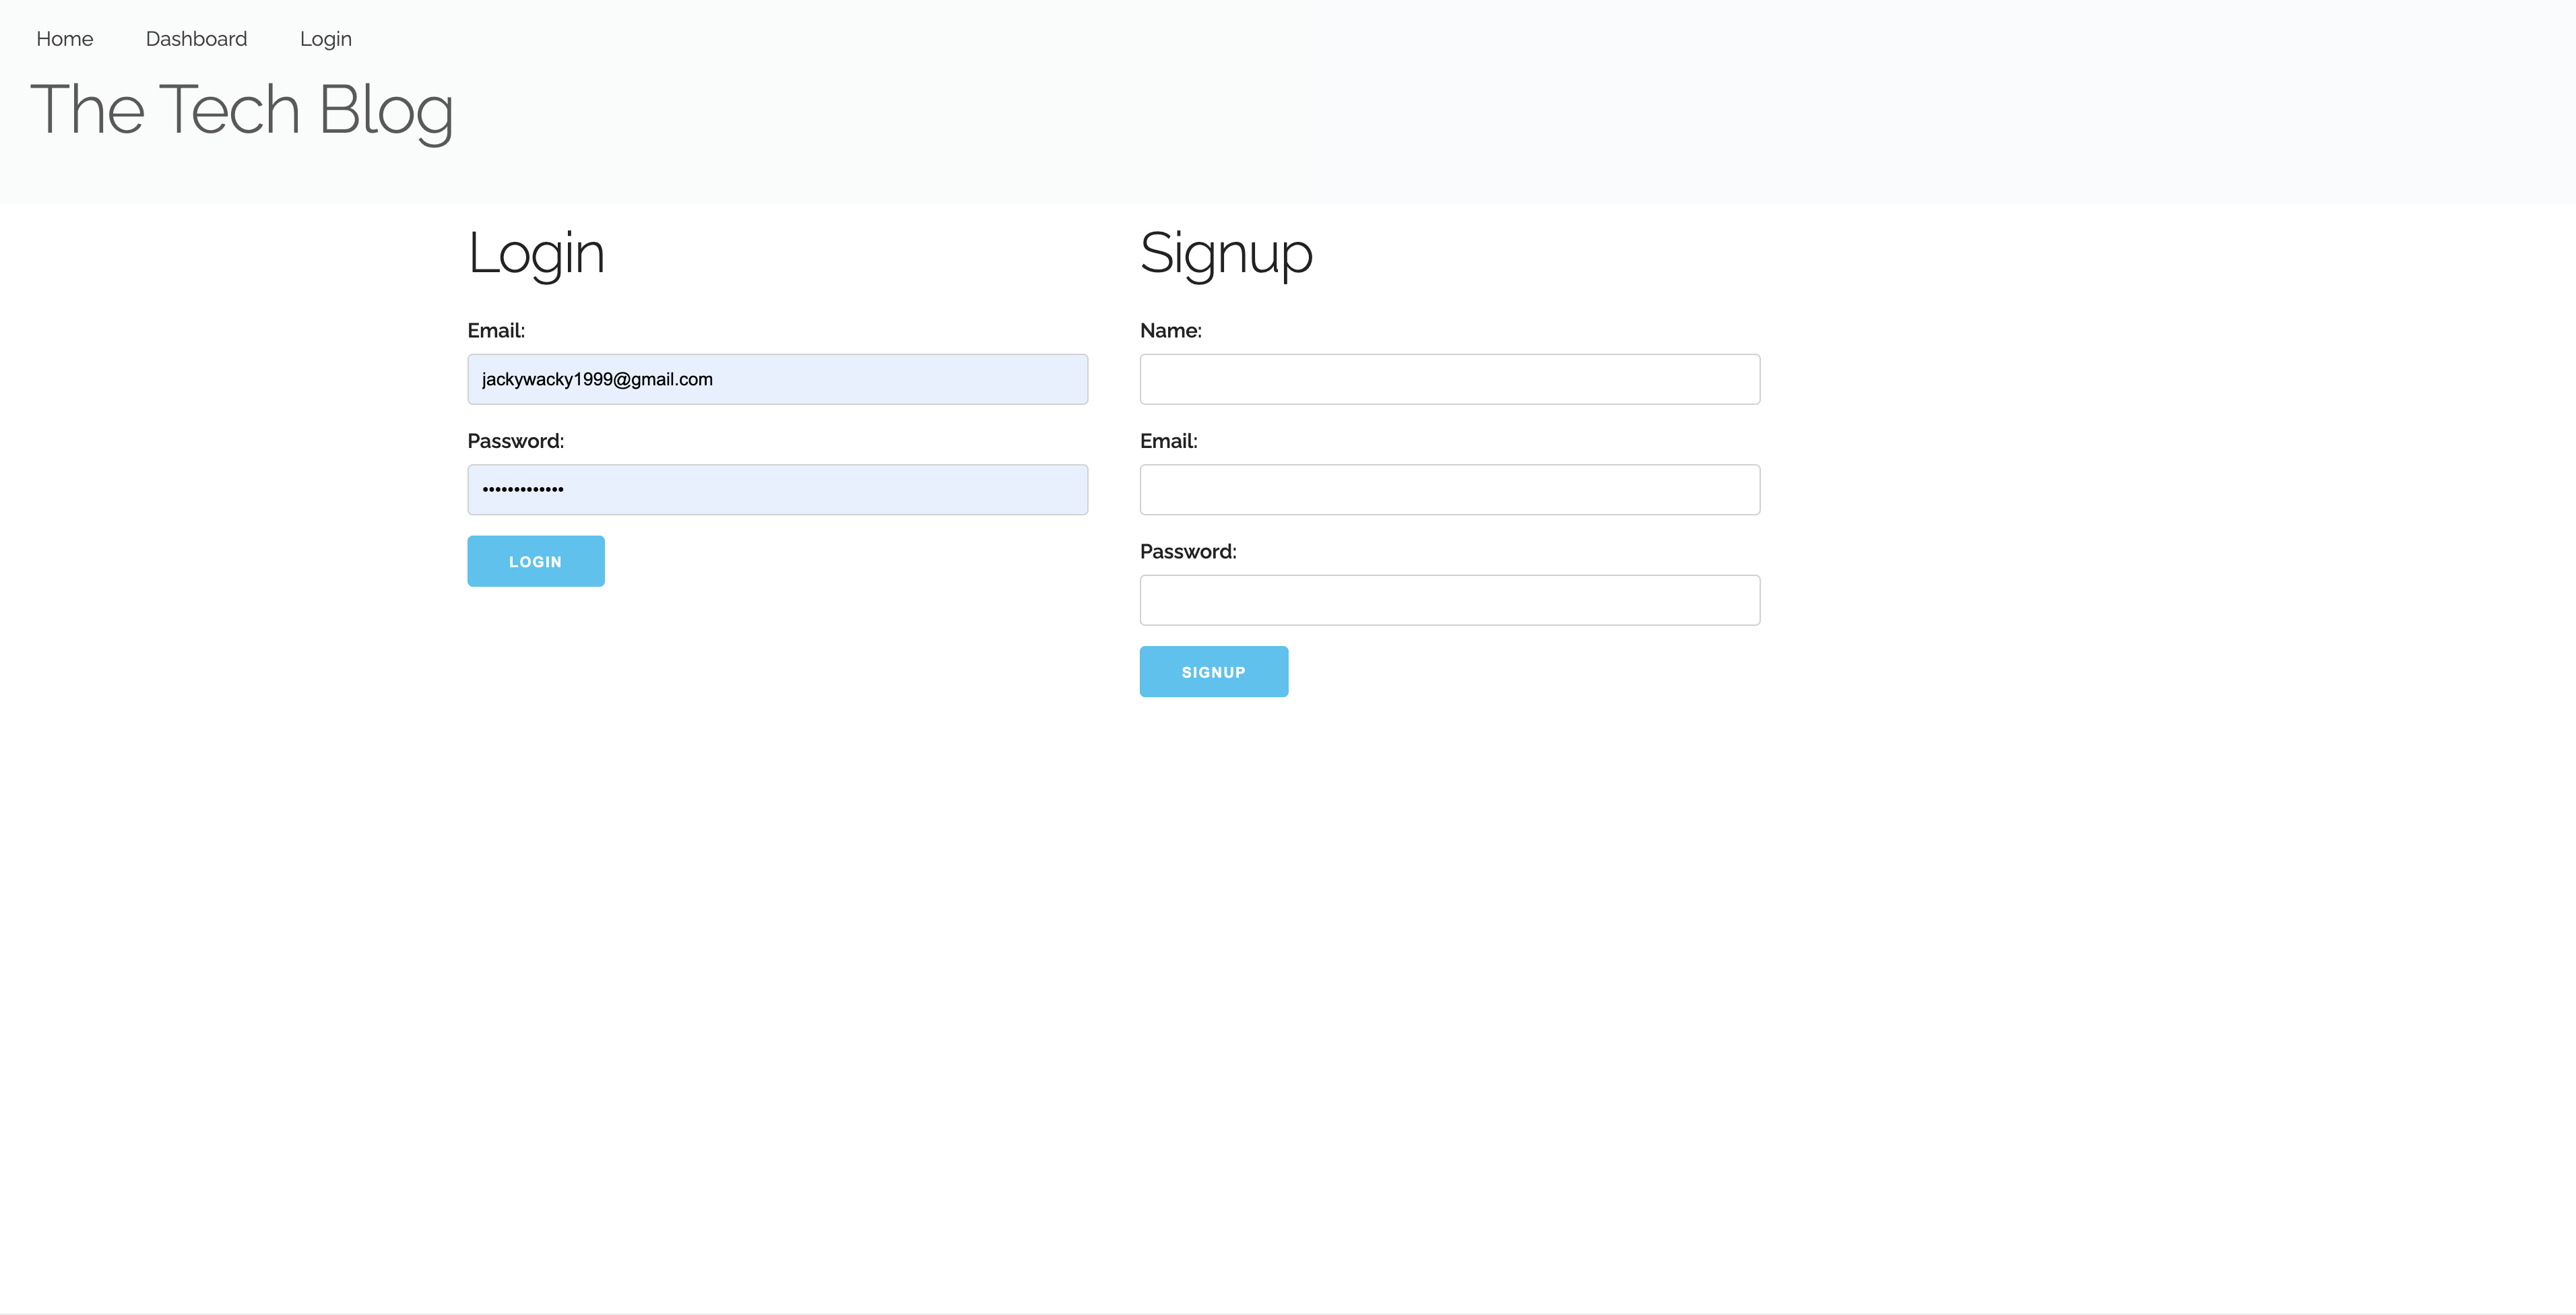 Home Dashboard Login
The Tech Blog
Login
Email:
jackywacky1999@gmail.com
Password:
•••••••••••••
LOGIN
Signup
Name:
Email:
Password:
SIGNUP